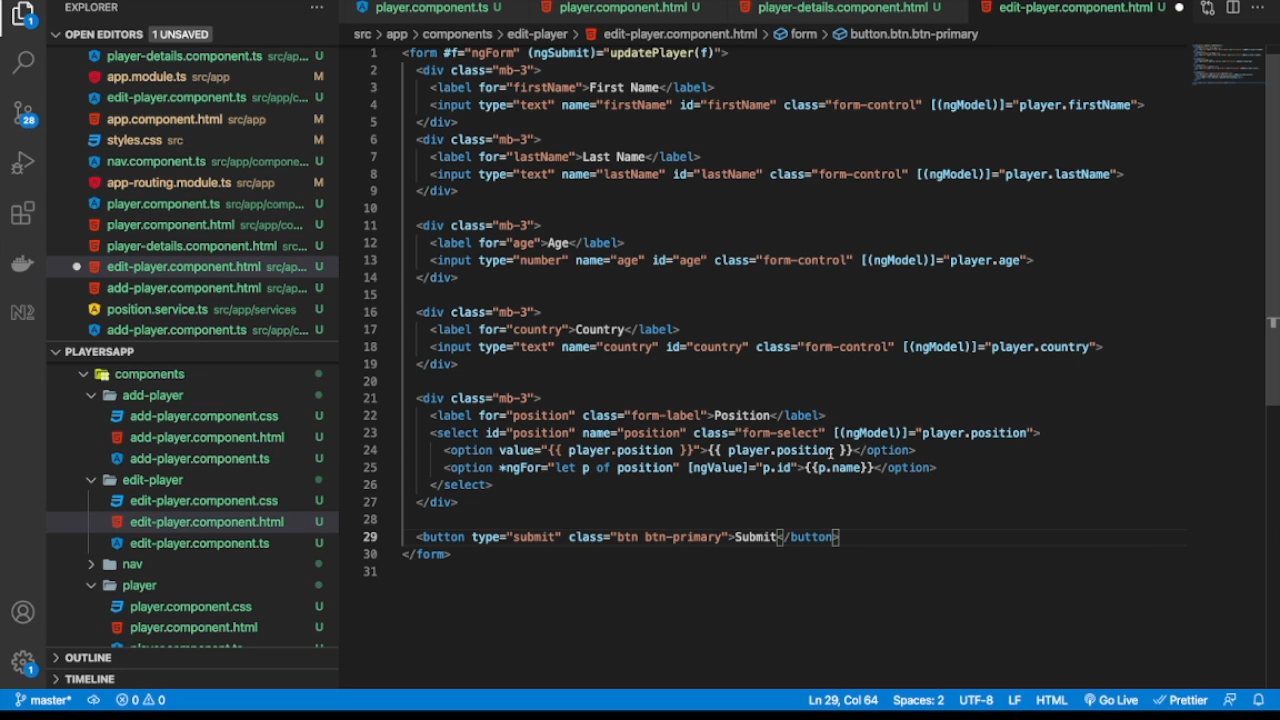 EXPLORER
···
player.component.ts U
player.component.html U
player-details.component.html U
edit-player.component.html U
···
1
OPEN EDITORS 1 UNSAVED
player-details.component.ts src/ap... U
app.module.ts src/app M
edit-player.component.ts src/app/c... U
app.component.html src/app M
styles.css src M
nav.component.ts src/app/compone... U
app-routing.module.ts src/app M
player.component.ts src/app/comp... U
player.component.html src/app/co... U
player-details.component.html src... U
edit-player.component.html src/ap... U
add-player.component.html src/ap... U
position.service.ts src/app/services U
add-player.component.ts src/app/c... U
28
PLAYERSAPP
components
add-player
add-player.component.css U
add-player.component.html U
add-player.component.ts U
edit-player
edit-player.component.css U
edit-player.component.html U
edit-player.component.ts U
nav
player
player.component.css U
player.component.html U
player.component.ts U
OUTLINE
TIMELINE
1
src > app > components > edit-player > edit-player.component.html > form > button.btn.btn-primary
1 <form #f="ngForm" (ngSubmit)="updatePlayer(f)">
2 <div class="mb-3">
3 <label for="firstName">First Name</label>
4 <input type="text" name="firstName" id="firstName" class="form-control" [(ngModel)]="player.firstName">
5 </div>
6 <div class="mb-3">
7 <label for="lastName">Last Name</label>
8 <input type="text" name="lastName" id="lastName" class="form-control" [(ngModel)]="player.lastName">
9 </div>
10
11 <div class="mb-3">
12 <label for="age">Age</label>
13 <input type="number" name="age" id="age" class="form-control" [(ngModel)]="player.age">
14 </div>
15
16 <div class="mb-3">
17 <label for="country">Country</label>
18 <input type="text" name="country" id="country" class="form-control" [(ngModel)]="player.country">
19 </div>
20
21 <div class="mb-3">
22 <label for="position" class="form-label">Position</label>
23 <select id="position" name="position" class="form-select" [(ngModel)]="player.position">
24 <option value="{{ player.position }}">{{ player.position }}</option>
25 <option *ngFor="let p of position" [ngValue]="p.id">{{p.name}}</option>
26 </select>
27 </div>
28
29 <button type="submit" class="btn btn-primary">Submit</button>
30 </form>
31
master* 0 0 Ln 29, Col 64 Spaces: 2 UTF-8 LF HTML Go Live Prettier